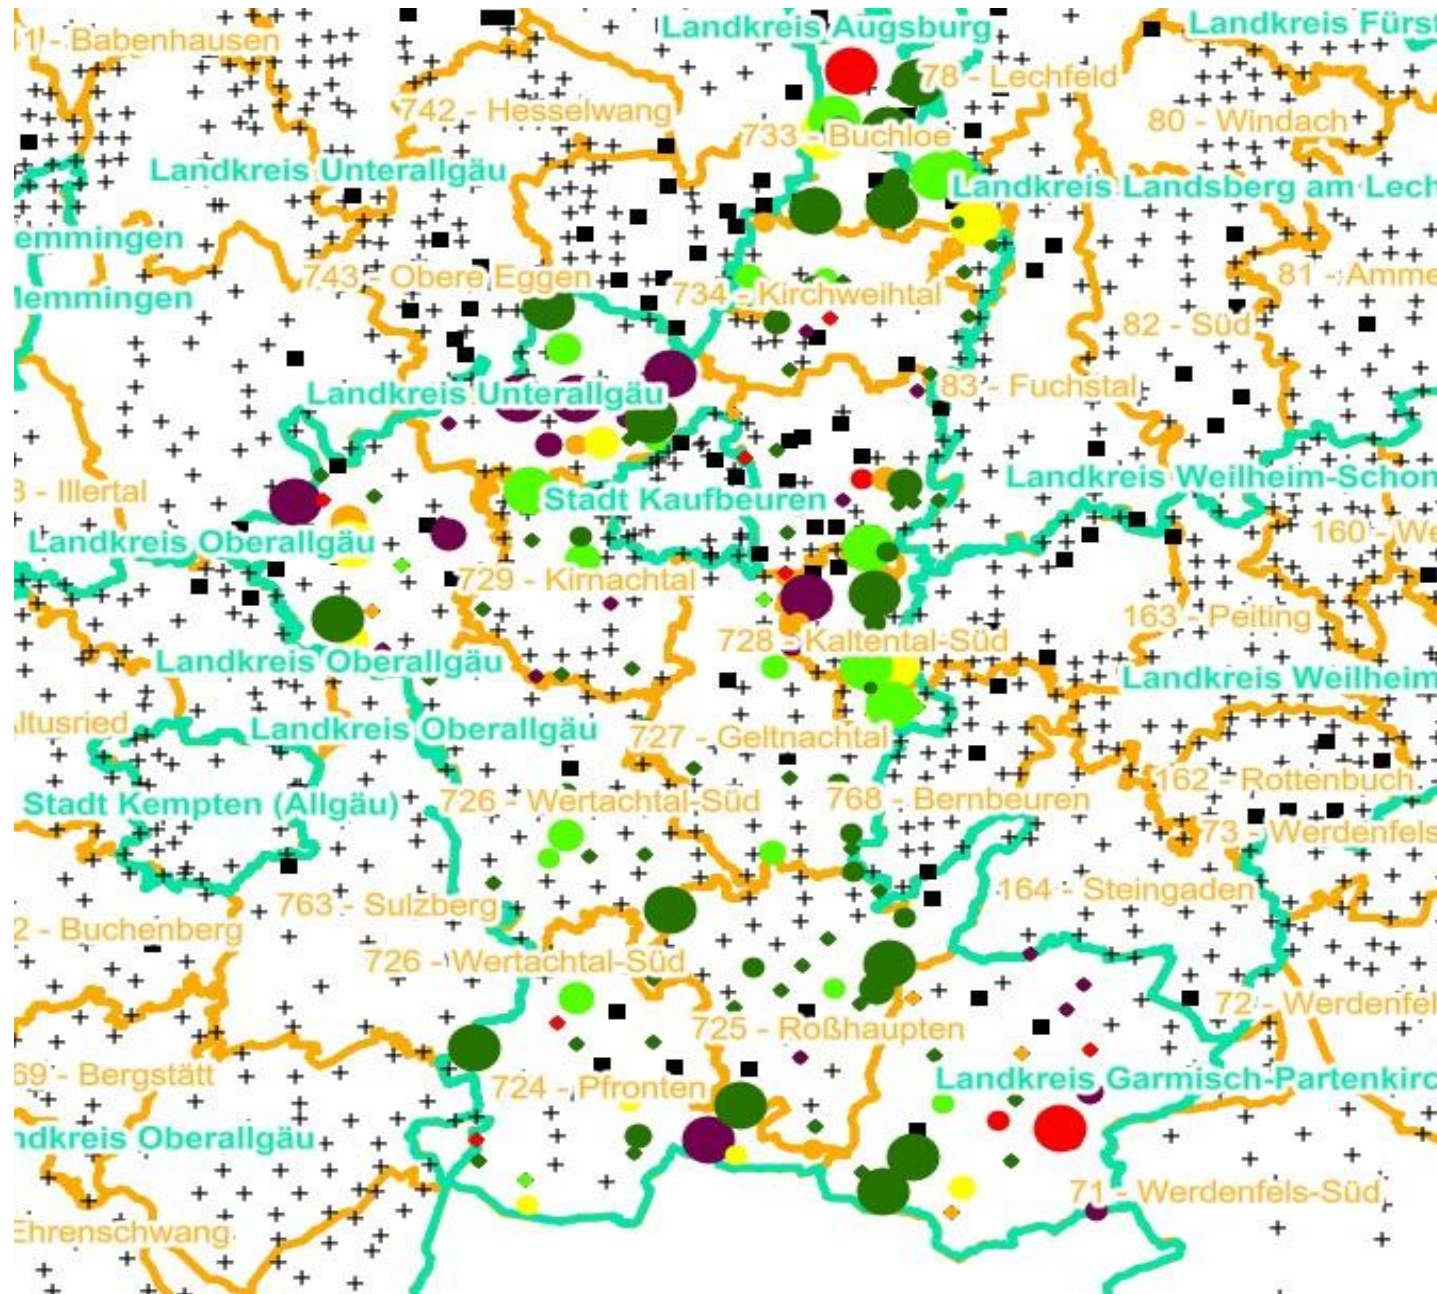 Landkreis Augsburg
Landkreis Fürst
41 - Babenhausen
78 - Lechfeld
742 - Hesselwang
733 - Buchloe
80 - Windach
Landkreis Unterallgäu
Landkreis Landsberg am Lech
emmingen
743 - Obere Eggen
81 - Amme
Memmingen
734 - Kirchweihtal
82 - Süd
Landkreis Unterallgäu
83 - Fuchstal
8 - Illertal
Stadt Kaufbeuren
Landkreis Weilheim-Schon
Landkreis Oberallgäu
160 - We
729 - Kirnachtal
163 - Peiting
728 - Kaltental-Süd
Landkreis Oberallgäu
Landkreis Weilheim
ltusried
Landkreis Oberallgäu
727 - Geltnachtal
162 - Rottenbuch
Stadt Kempten (Allgäu)
726 - Wertachtal-Süd
768 - Bernbeuren
73 - Werdenfels
763 - Sulzberg
164 - Steingaden
2 - Buchenberg
726 - Wertachtal-Süd
72 - Werdenfel
725 - Roßhaupten
69 - Bergstätt
724 - Pfronten
Landkreis Garmisch-Partenkirc
ndkreis Oberallgäu
71 - Werdenfels-Süd
Ehrenschwang